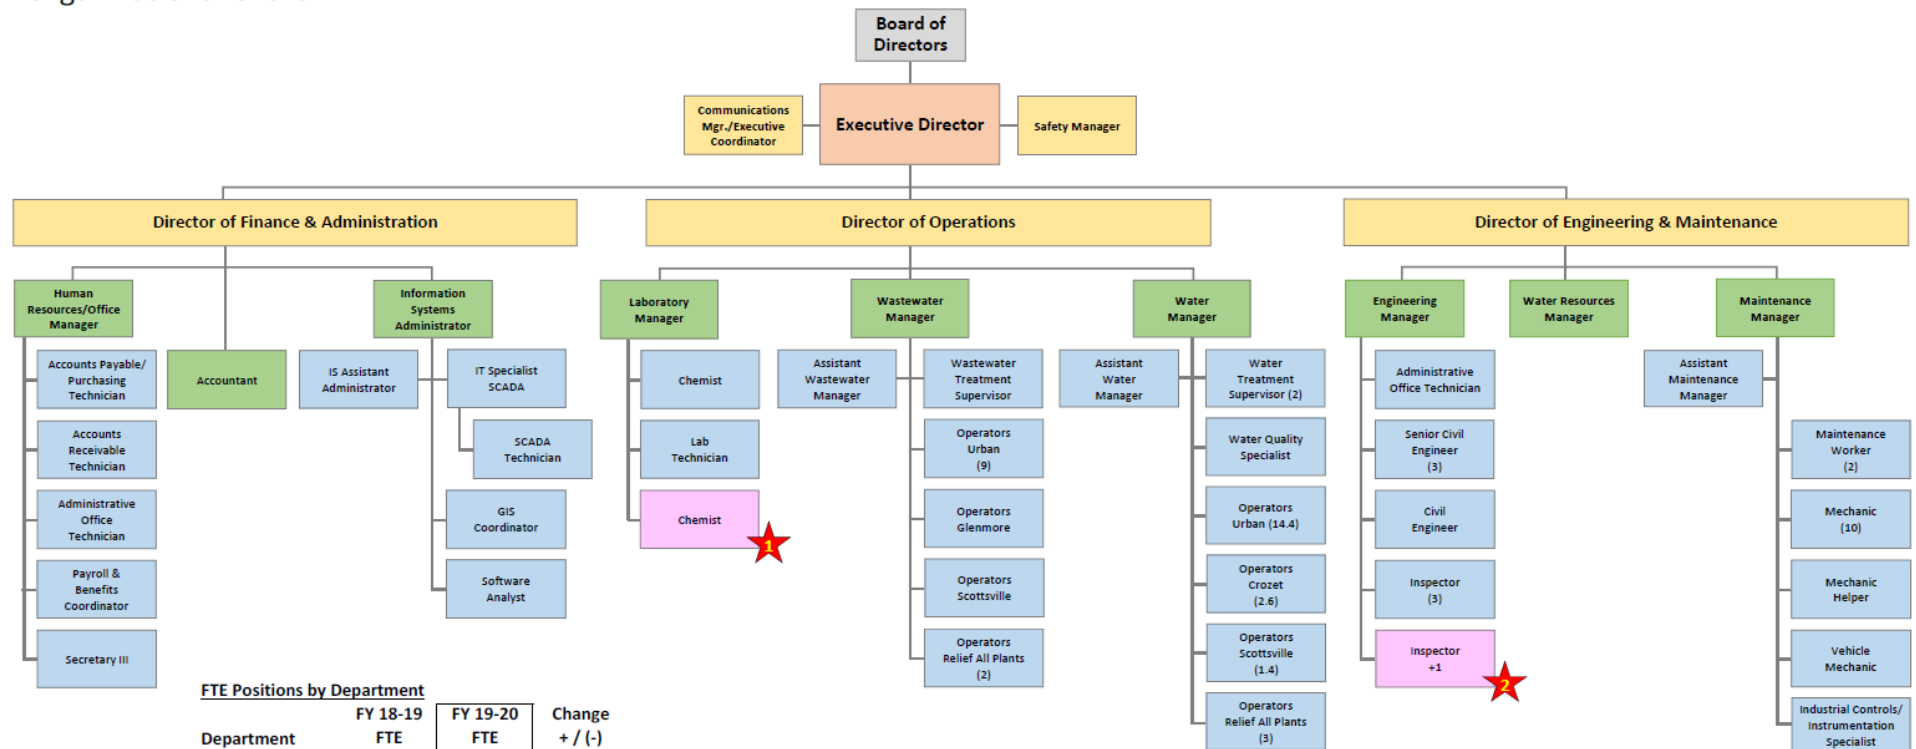 Board of
Directors
Communications
Mgr./Executive
Coordinator
Executive Director
Safety Manager
Director of Finance & Administration
Director of Operations
Director of Engineering & Maintenance
Human
Resources/Office
Manager
Information
Systems
Administrator
Laboratory
Manager
Wastewater
Manager
Water
Manager
Engineering
Manager
Water Resources
Manager
Maintenance
Manager
Accounts Payable/
Purchasing
Technician
Accountant
IS Assistant
Administrator
IT Specialist
SCADA
Chemist
Assistant
Wastewater
Manager
Wastewater
Treatment
Supervisor
Assistant
Water
Manager
Water
Treatment
Supervisor (2)
Administrative
Office Technician
Assistant
Maintenance
Manager
Accounts
Receivable
Technician
SCADA
Technician
Lab
Technician
Operators
Urban
(9)
Water Quality
Specialist
Senior Civil
Engineer
(3)
Maintenance
Worker
(2)
Administrative
Office
Technician
GIS
Coordinator
Chemist
1
Operators
Glenmore
Operators
Urban (14.4)
Civil
Engineer
Mechanic
(10)
Payroll &
Benefits
Coordinator
Software
Analyst
Operators
Scottsville
Operators
Crozet
(2.6)
Inspector
(3)
Mechanic
Helper
Secretary III
Operators
Relief All Plants
(2)
Operators
Scottsville
(1.4)
Inspector
+1
2
Vehicle
Mechanic
Operators
Relief All Plants
(3)
Industrial Controls/
Instrumentation
Specialist
FTE Positions by Department
FY 18-19 FY 19-20 Change
Department FTE FTE + / (-)